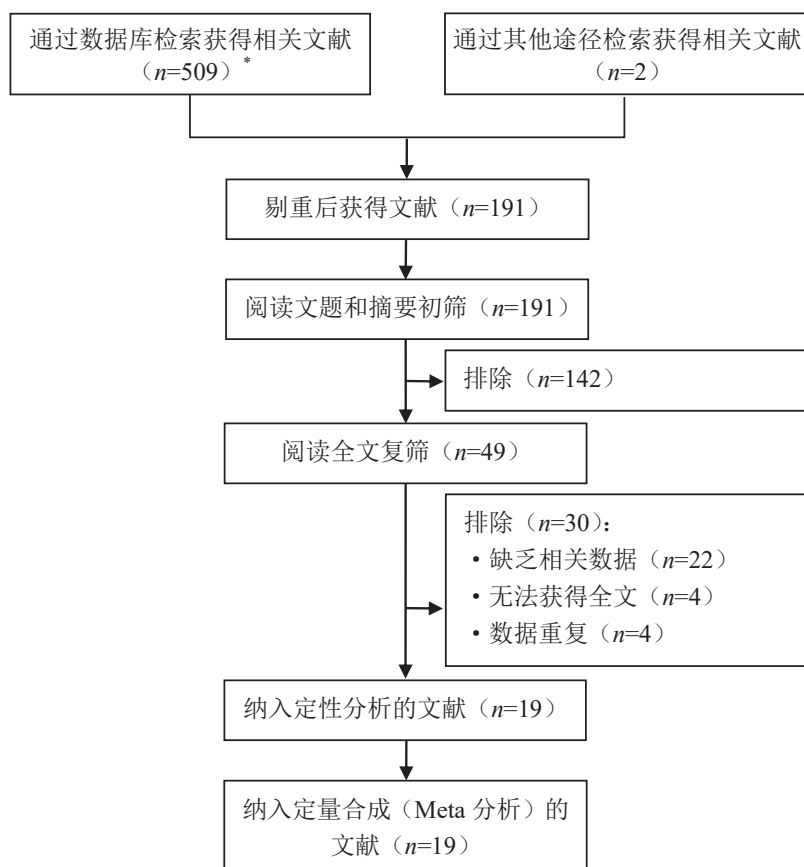 通过数据库检索获得相关文献
（n=509）*
通过其他途径检索获得相关文献
（n=2）
剔重后获得文献（n=191）
阅读文题和摘要初筛（n=191）
排除（n=142）
阅读全文复筛（n=49）
排除（n=30）：
・缺乏相关数据（n=22）
・无法获得全文（n=4）
・数据重复（n=4）
纳入定性分析的文献（n=19）
纳入定量合成（Meta 分析）的
文献（n=19）